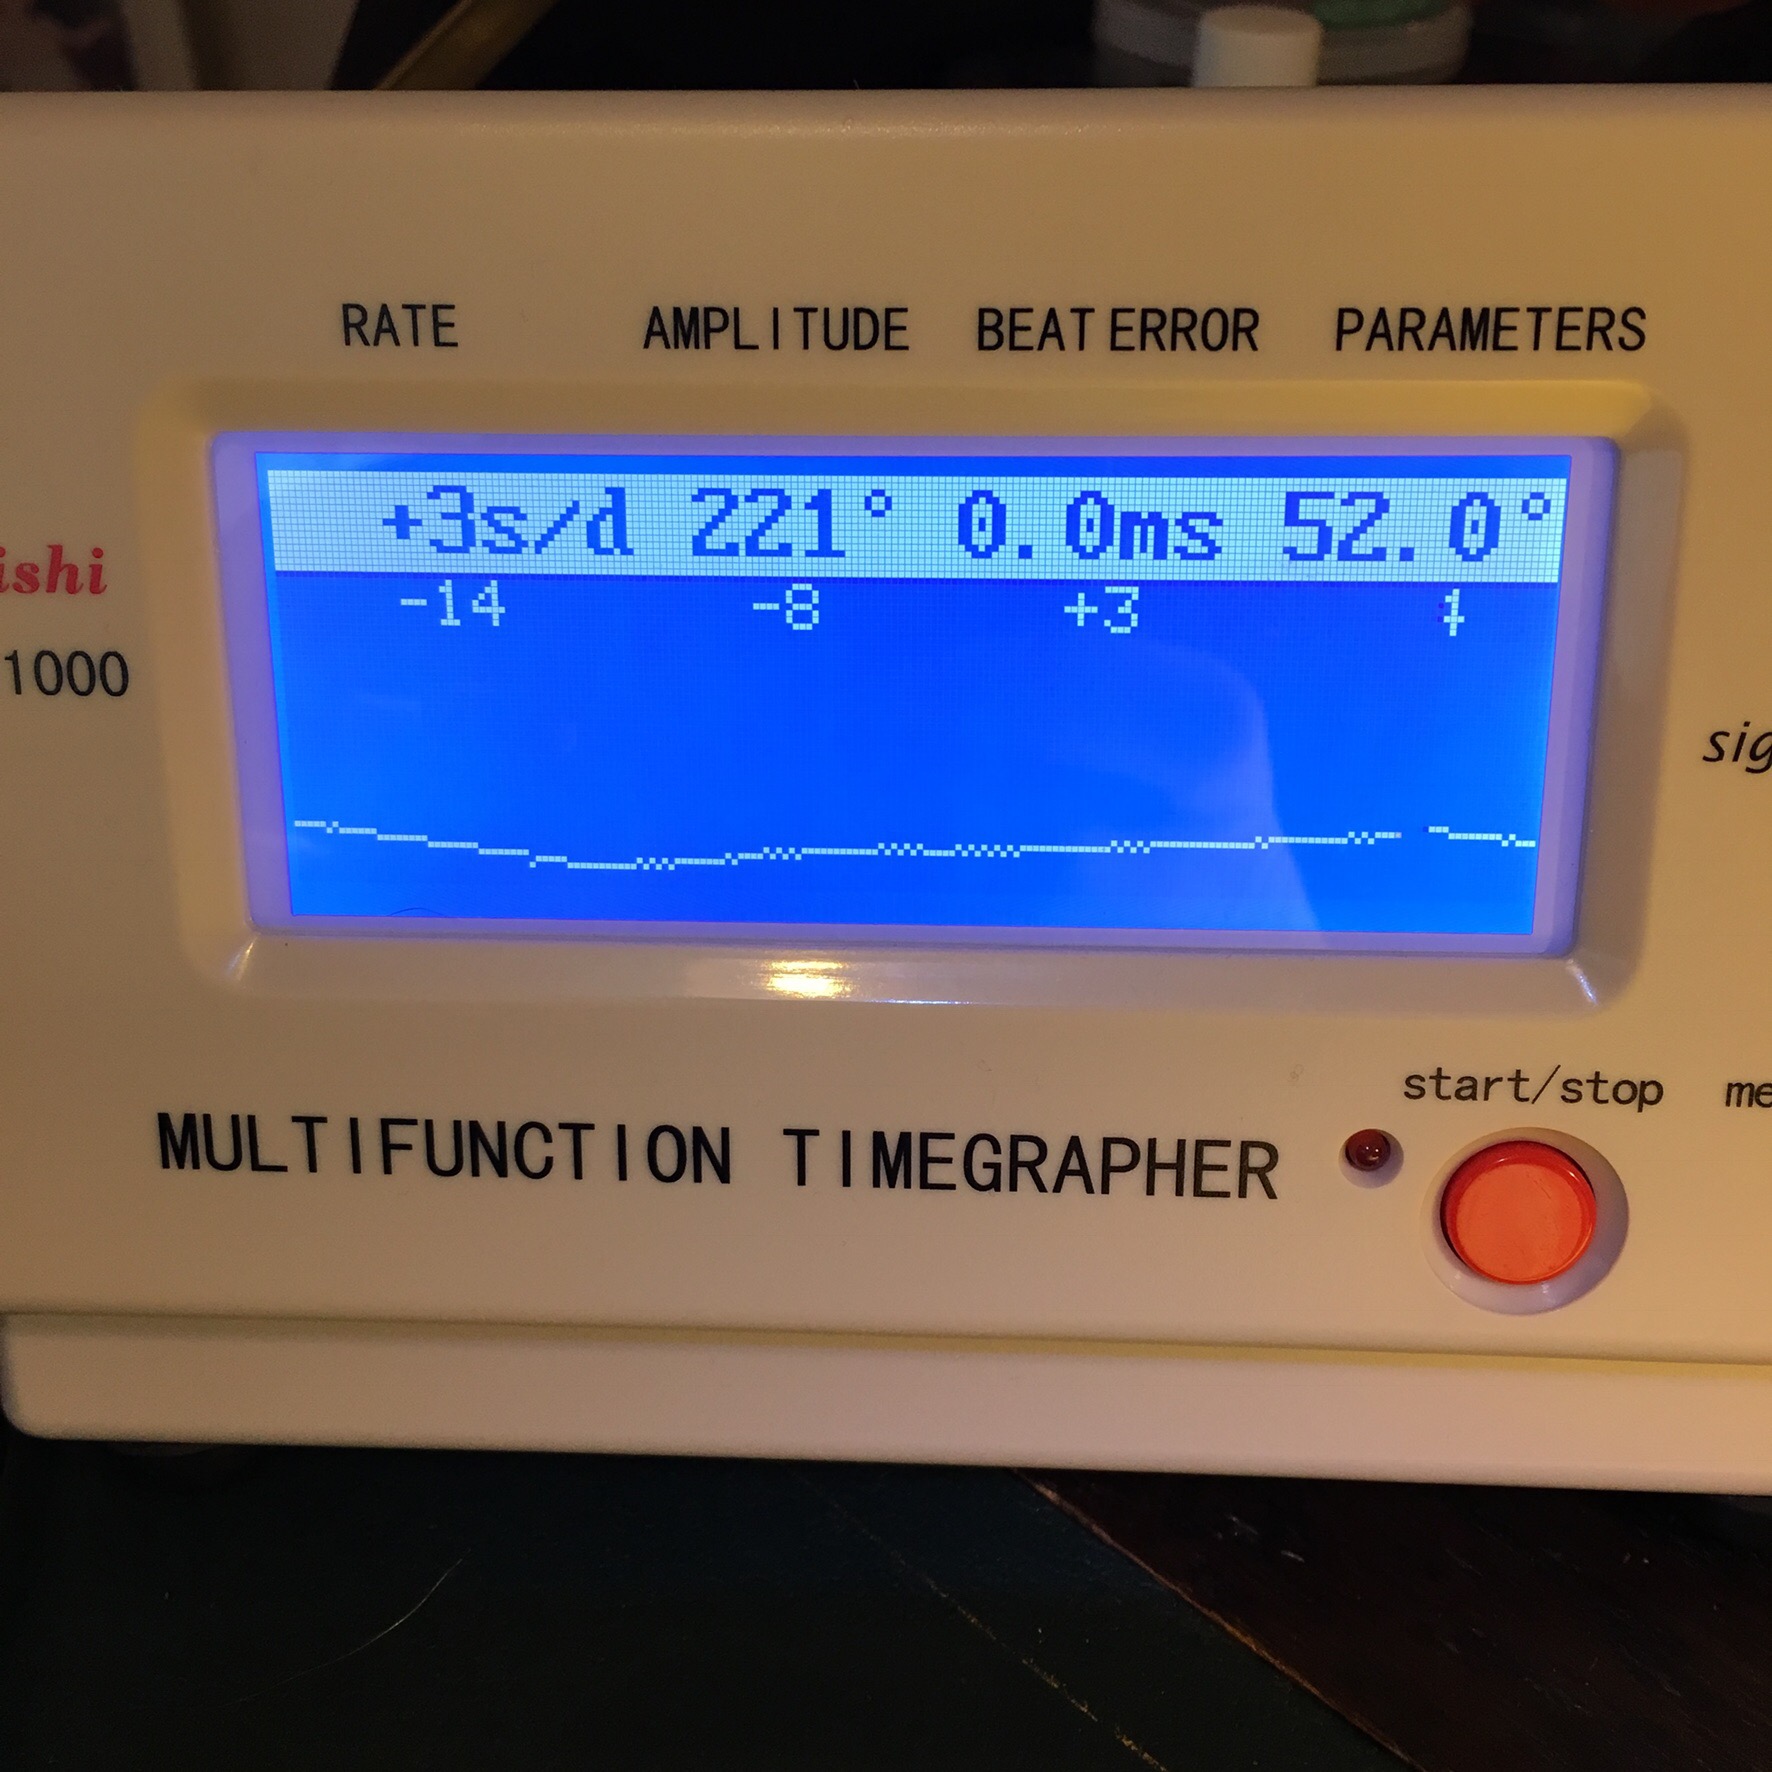 RATE AMPLITUDE BEAT ERROR PARAMETERS
+3s/d 221° 0.0ms 52.0°
-14 -8 +3
ishi
1000
sig
start/stop me
MULTIFUNCTION TIMEGRAPHER